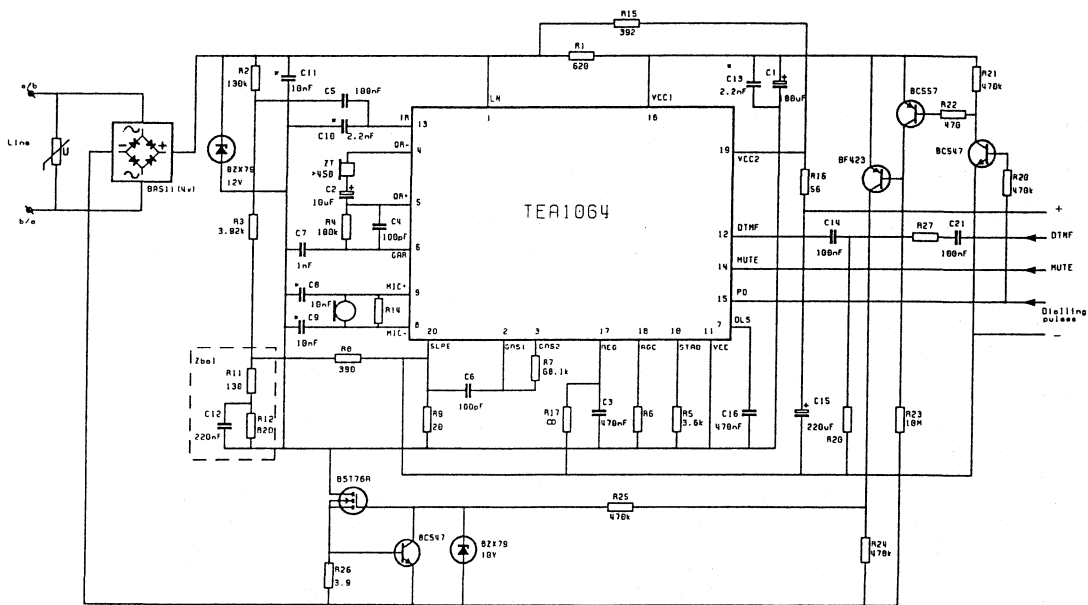 R15
392
R1
620
a/b
Line
U
b/a
BAS11(4x)
R2
130k
C11
10nF
C5
100nF
C10
2.2nF
IR
13
LN
1
VCC1
16
C13
2.2nF
C1
100uF
BC557
R21
470k
R22
470
BC547
BF423
R20
470k
BZX79
12V
QR-
4
ZT
>450
C2
10uF
QR+
5
R4
100k
C4
100pF
R3
3.92k
C7
1nF
6
GAR
TEA1064
19
VCC2
R16
56
+
12
DTMF
C14
100nF
R27
C21
100nF
DTMF
14
MUTE
MUTE
15
PD
Dialling
pulses
-
C8
10nF
MIC+
9
R14
C9
10nF
8
MIC-
7
DLS
20
SLPE
2
GAS1
3
GAS2
17
REG
18
AGC
10
STAB
11
VEE
Zbal
R11
130
C12
220nF
R12
R8
390
C6
100pF
R7
68.1k
R9
20
R17
∞
C3
470nF
R6
R5
3.6k
C16
470nF
C15
220uF
R20
R23
10M
BST76A
BC547
BZX79
10V
R25
470k
R24
470k
R26
3.9